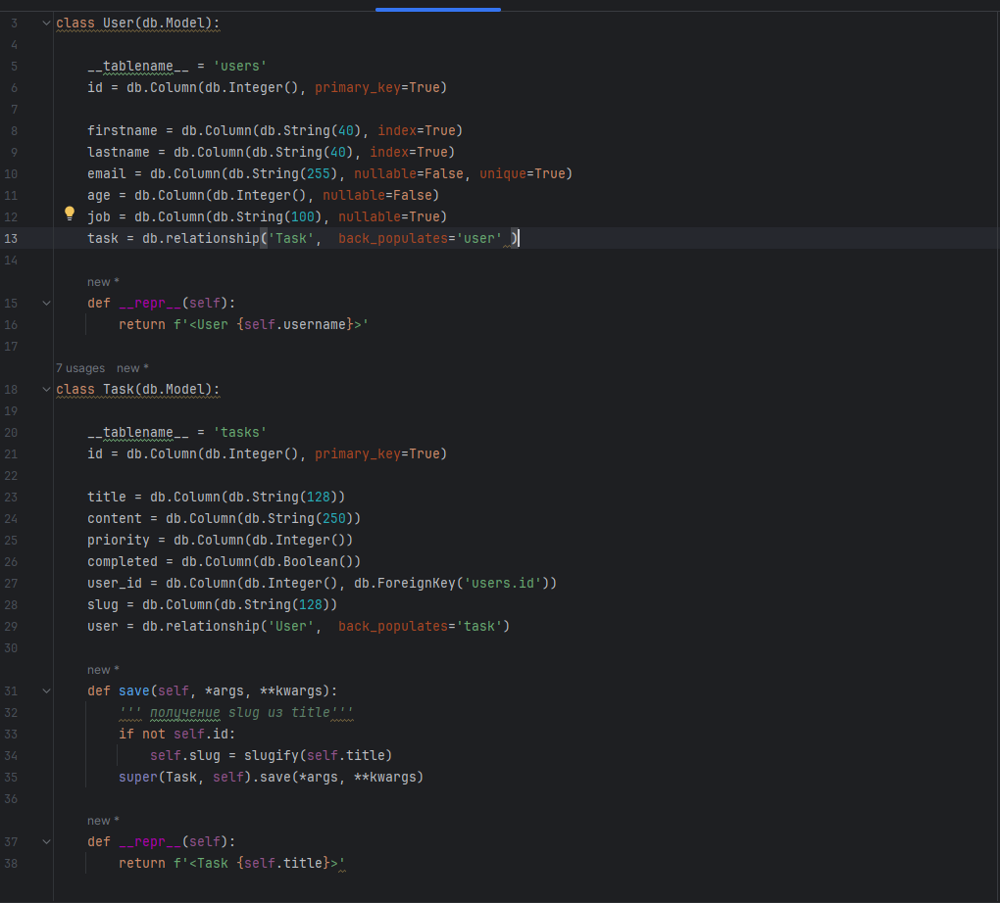 3 class User(db.Model):
4
5 __tablename__ = 'users'
6 id = db.Column(db.Integer(), primary_key=True)
7
8 firstname = db.Column(db.String(40), index=True)
9 lastname = db.Column(db.String(40), index=True)
10 email = db.Column(db.String(255), nullable=False, unique=True)
11 age = db.Column(db.Integer(), nullable=False)
12 job = db.Column(db.String(100), nullable=True)
13 task = db.relationship('Task',  back_populates='user' )
14
new *
15 def __repr__(self):
16 return f'<User {self.username}>'
17
7 usages   new *
18 class Task(db.Model):
19
20 __tablename__ = 'tasks'
21 id = db.Column(db.Integer(), primary_key=True)
22
23 title = db.Column(db.String(128))
24 content = db.Column(db.String(250))
25 priority = db.Column(db.Integer())
26 completed = db.Column(db.Boolean())
27 user_id = db.Column(db.Integer(), db.ForeignKey('users.id'))
28 slug = db.Column(db.String(128))
29 user = db.relationship('User',  back_populates='task')
30
new *
31 def save(self, *args, **kwargs):
32 ''' получение slug из title'''
33 if not self.id:
34 self.slug = slugify(self.title)
35 super(Task, self).save(*args, **kwargs)
36
new *
37 def __repr__(self):
38 return f'<Task {self.title}>'